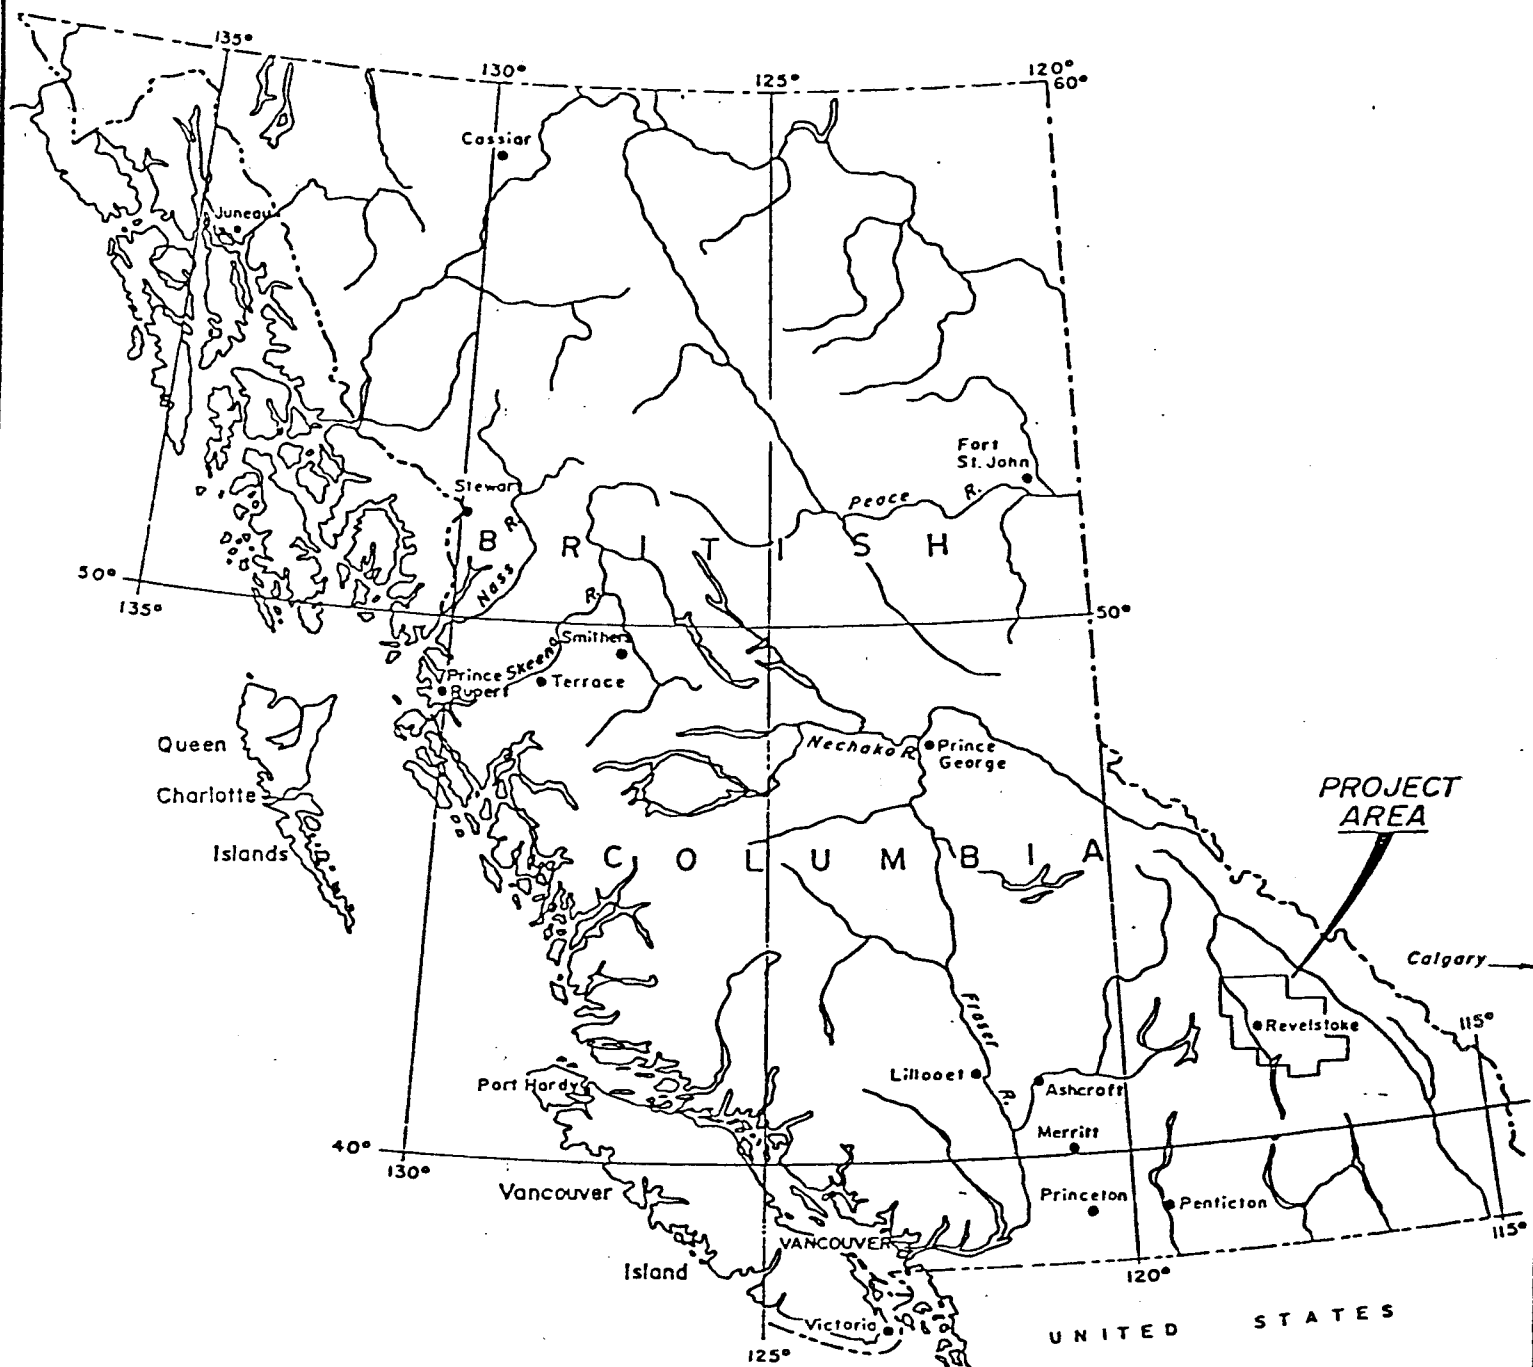 135°
130°
125°
120°
60°
Cassiar
Juneau
Fort
St. John
Peace R.
Stewart
BRITISH
Nass R.
50°
135°
50°
Smithers
Skeena R.
Prince
Rupert
Terrace
Queen
Charlotte
Islands
Nechako R.
Prince
George
PROJECT
AREA
COLUMBIA
Calgary
Fraser R.
Revelstoke
115°
Port Hardy
Lillooet
Ashcroft
Merritt
40°
130°
Vancouver
Island
Princeton
Penticton
VANCOUVER
115°
120°
Victoria
125°
UNITED STATES